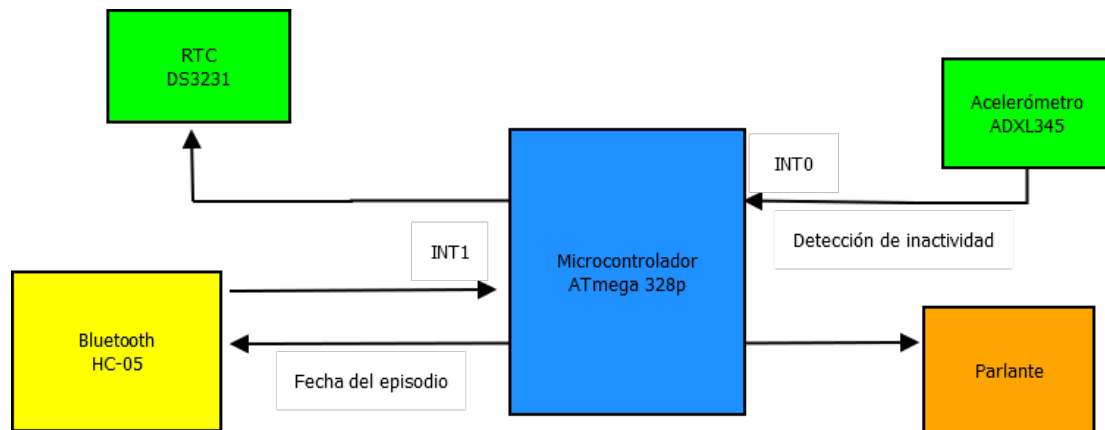 RTC
DS3231
Acelerómetro
ADXL345
INT0
Detección de inactividad
INT1
Microcontrolador
ATmega 328p
Bluetooth
HC-05
Fecha del episodio
Parlante